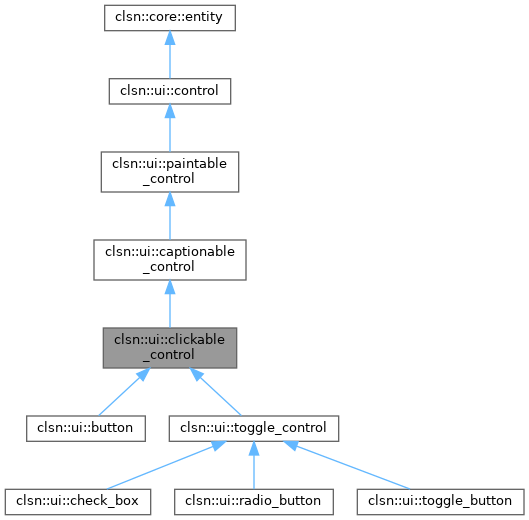 clsn::core::entity
clsn::ui::control
clsn::ui::paintable
_control
clsn::ui::captionable
_control
clsn::ui::clickable
_control
clsn::ui::button
clsn::ui::toggle_control
clsn::ui::check_box
clsn::ui::radio_button
clsn::ui::toggle_button